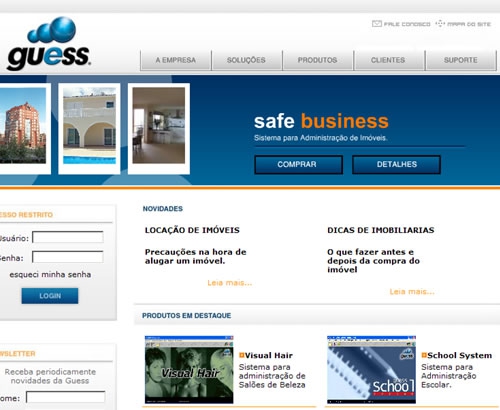 FALE CONOSCO
MAPA DO SITE
guess
A EMPRESA
SOLUÇÕES
PRODUTOS
CLIENTES
SUPORTE
safe business
Sistema para Administração de Imóveis.
COMPRAR
DETALHES
ESSO RESTRITO
Usuário:
Senha:
esqueci minha senha
LOGIN
NOVIDADES
LOCAÇÃO DE IMÓVEIS
Precauções na hora de
alugar um imóvel.
Leia mais...
DICAS DE IMOBILIARIAS
O que fazer antes e
depois da compra do
imóvel
Leia mais...
WSLETTER
Receba periodicamente
novidades da Guess
Nome:
PRODUTOS EM DESTAQUE
Visual Hair
Visual Hair
Sistema para
administração de
Salões de Beleza
guess
School
School System
Sistema para
Administração
Escolar.